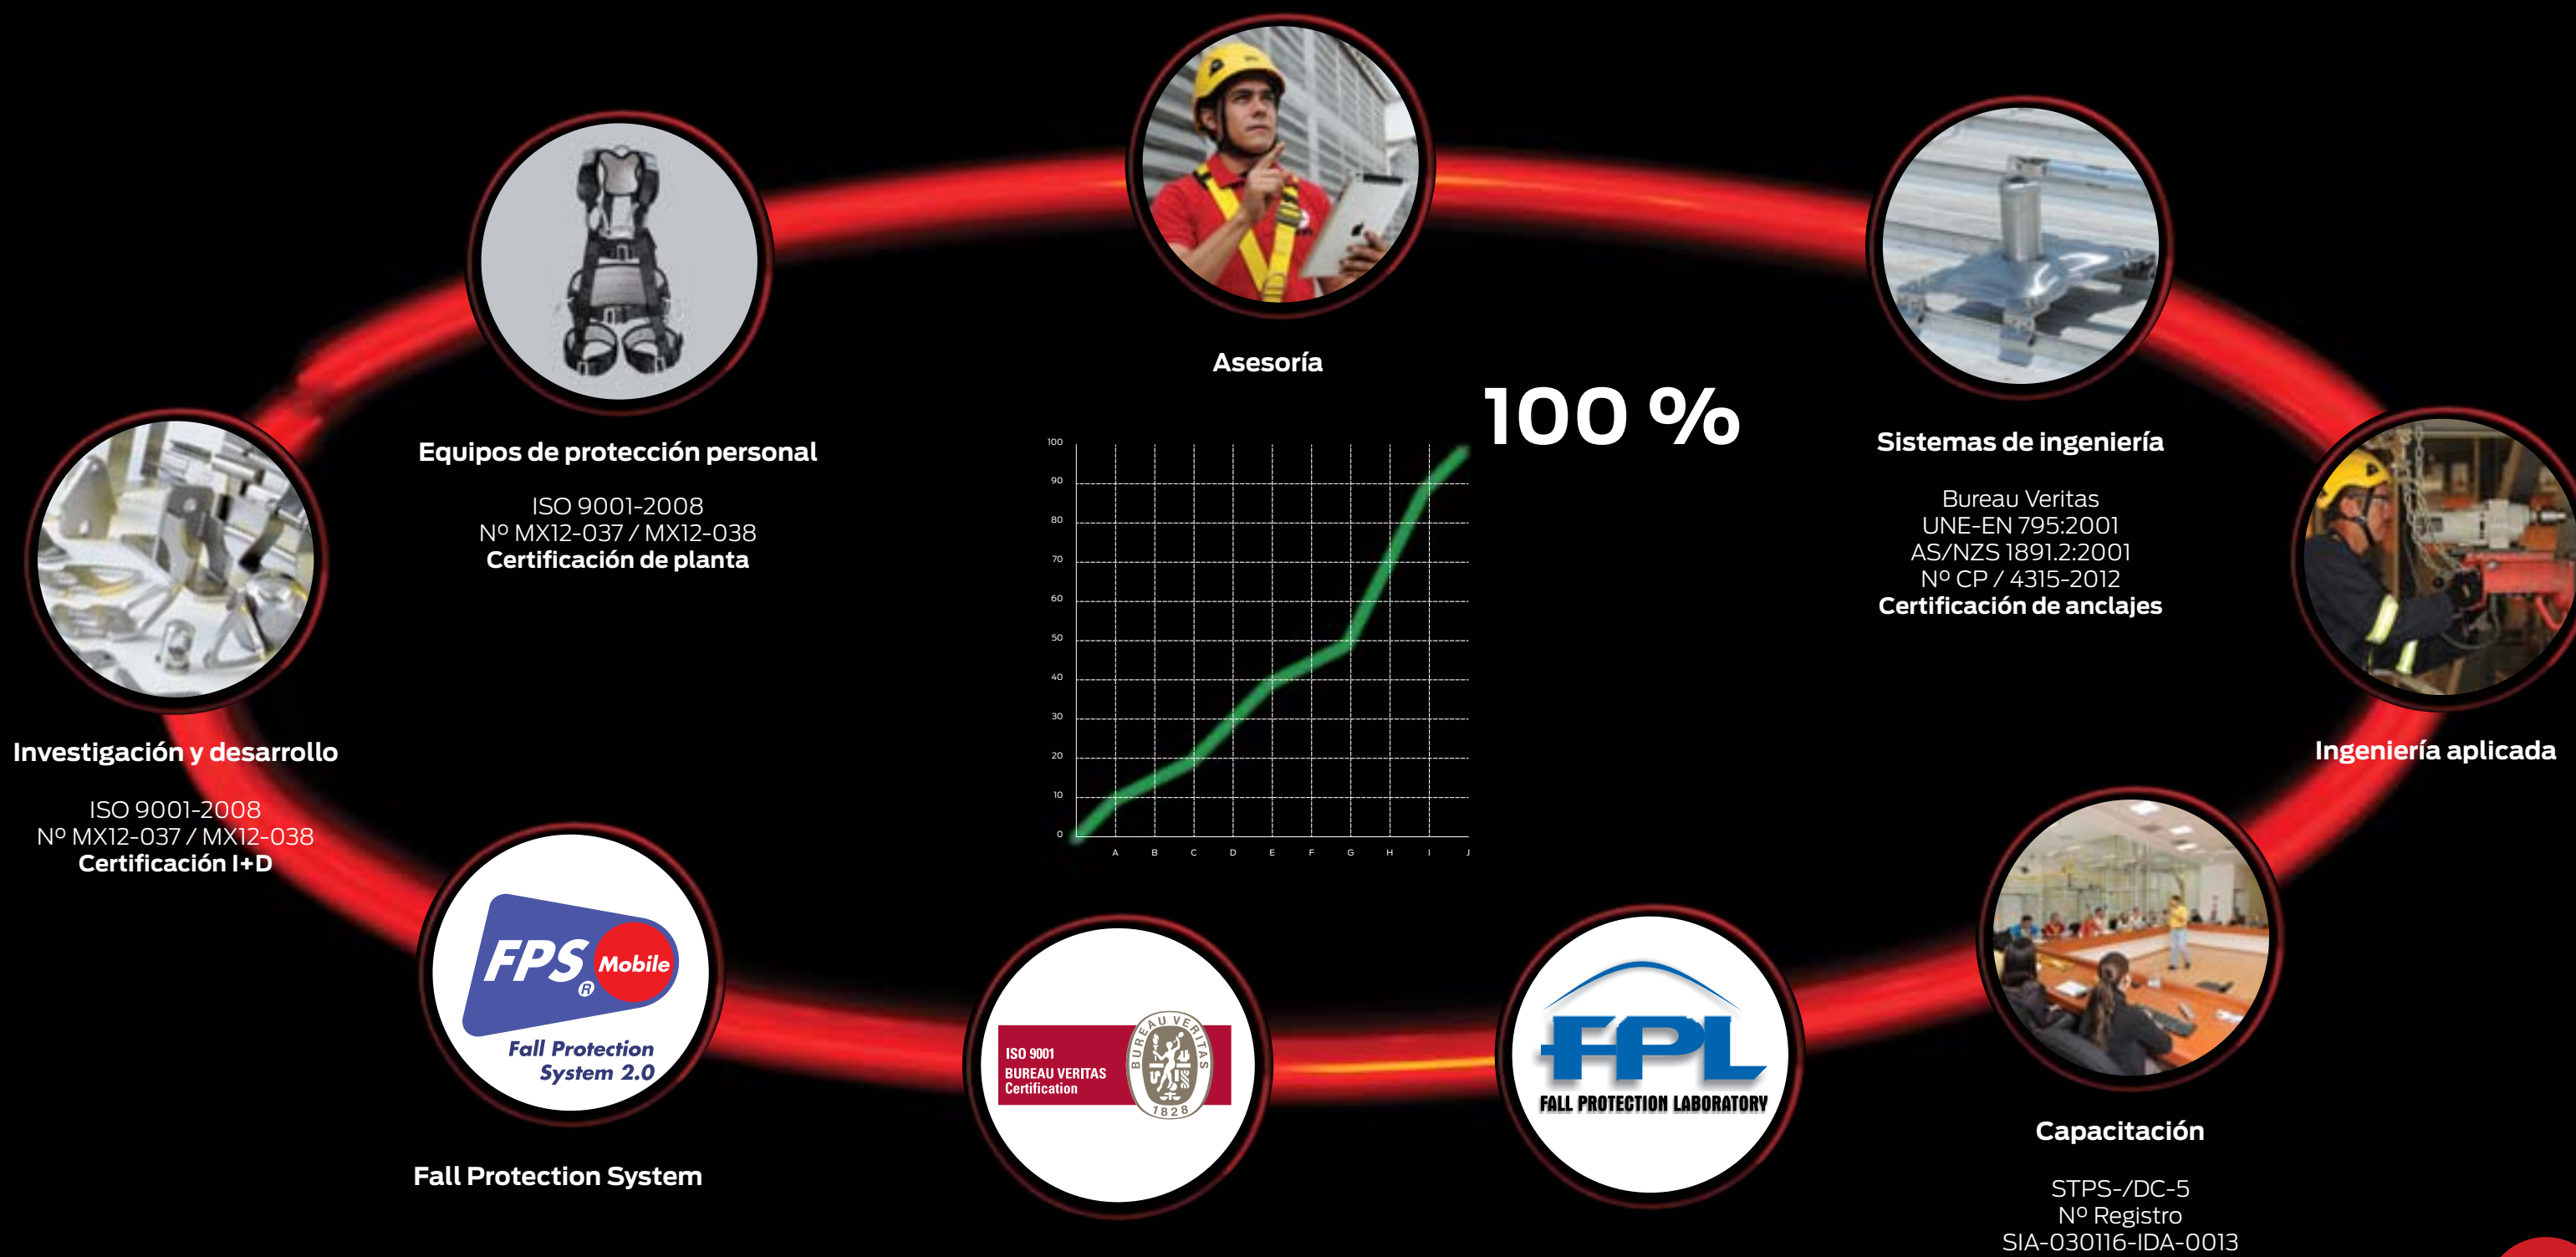 Asesoría
100 %
Equipos de protección personal
ISO 9001-2008
Nº MX12-037 / MX12-038
Certificación de planta
Sistemas de ingeniería
Bureau Veritas
UNE-EN 795:2001
AS/NZS 1891.2:2001
Nº CP / 4315-2012
Certificación de anclajes
100
90
80
70
60
50
40
30
20
10
0
A B C D E F G H I J
Investigación y desarrollo
ISO 9001-2008
Nº MX12-037 / MX12-038
Certificación I+D
Ingeniería aplicada
FPS® Mobile
Fall Protection
System 2.0
Fall Protection System
ISO 9001
BUREAU VERITAS
Certification
BUREAU VERITAS
1828
FPL
FALL PROTECTION LABORATORY
Capacitación
STPS-/DC-5
Nº Registro
SIA-030116-IDA-0013